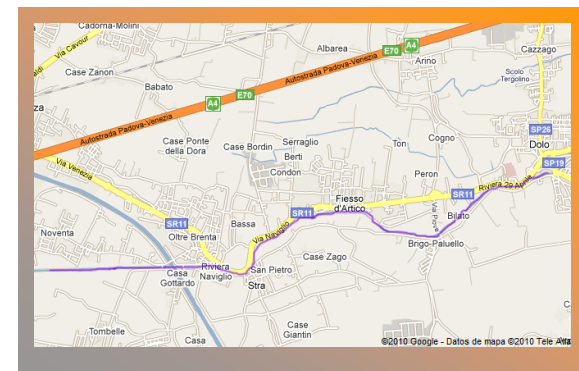 Cadorna-Molini
A4
E70
Albarea
Cazzago
Via Cavour
Arino
Case Zanon
Scolo
Tergolino
Babato
Autostrada Padova-Venezia
E70
A4
za
Autostrada Padova-Venezia
SP26
Case Ponte
della Dora
Case Bordin
Serraglio
Ton
Cogno
Dolo
Berti
Via Venezia
SP19
Condon
Peron
Riviera 29 Aprile
SR11
Fiesso
d'Artico
SR11
Via Piove
Bilato
SR11
Bassa
Noventa
Oltre Brenta
Via Naviglio
Brigo-Paluello
Case Zago
Riviera
Naviglio
San Pietro
Casa
Gottardo
Stra
C
Tombelle
Case
Giantin
Casa
©2010 Google - Datos de mapa ©2010 Tele Atla